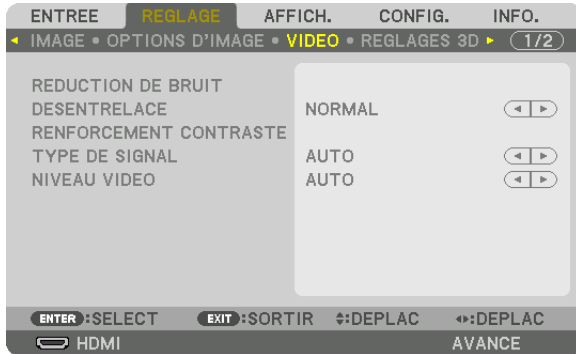 ENTREE REGLAGE AFFICH. CONFIG. INFO.
◂ IMAGE • OPTIONS D'IMAGE • VIDEO • REGLAGES 3D ▸ 1/2
REDUCTION DE BRUIT
DESENTRELACE NORMAL
RENFORCEMENT CONTRASTE
TYPE DE SIGNAL AUTO
NIVEAU VIDEO AUTO
ENTER :SELECT EXIT :SORTIR :DEPLAC :DEPLAC
HDMI AVANCE